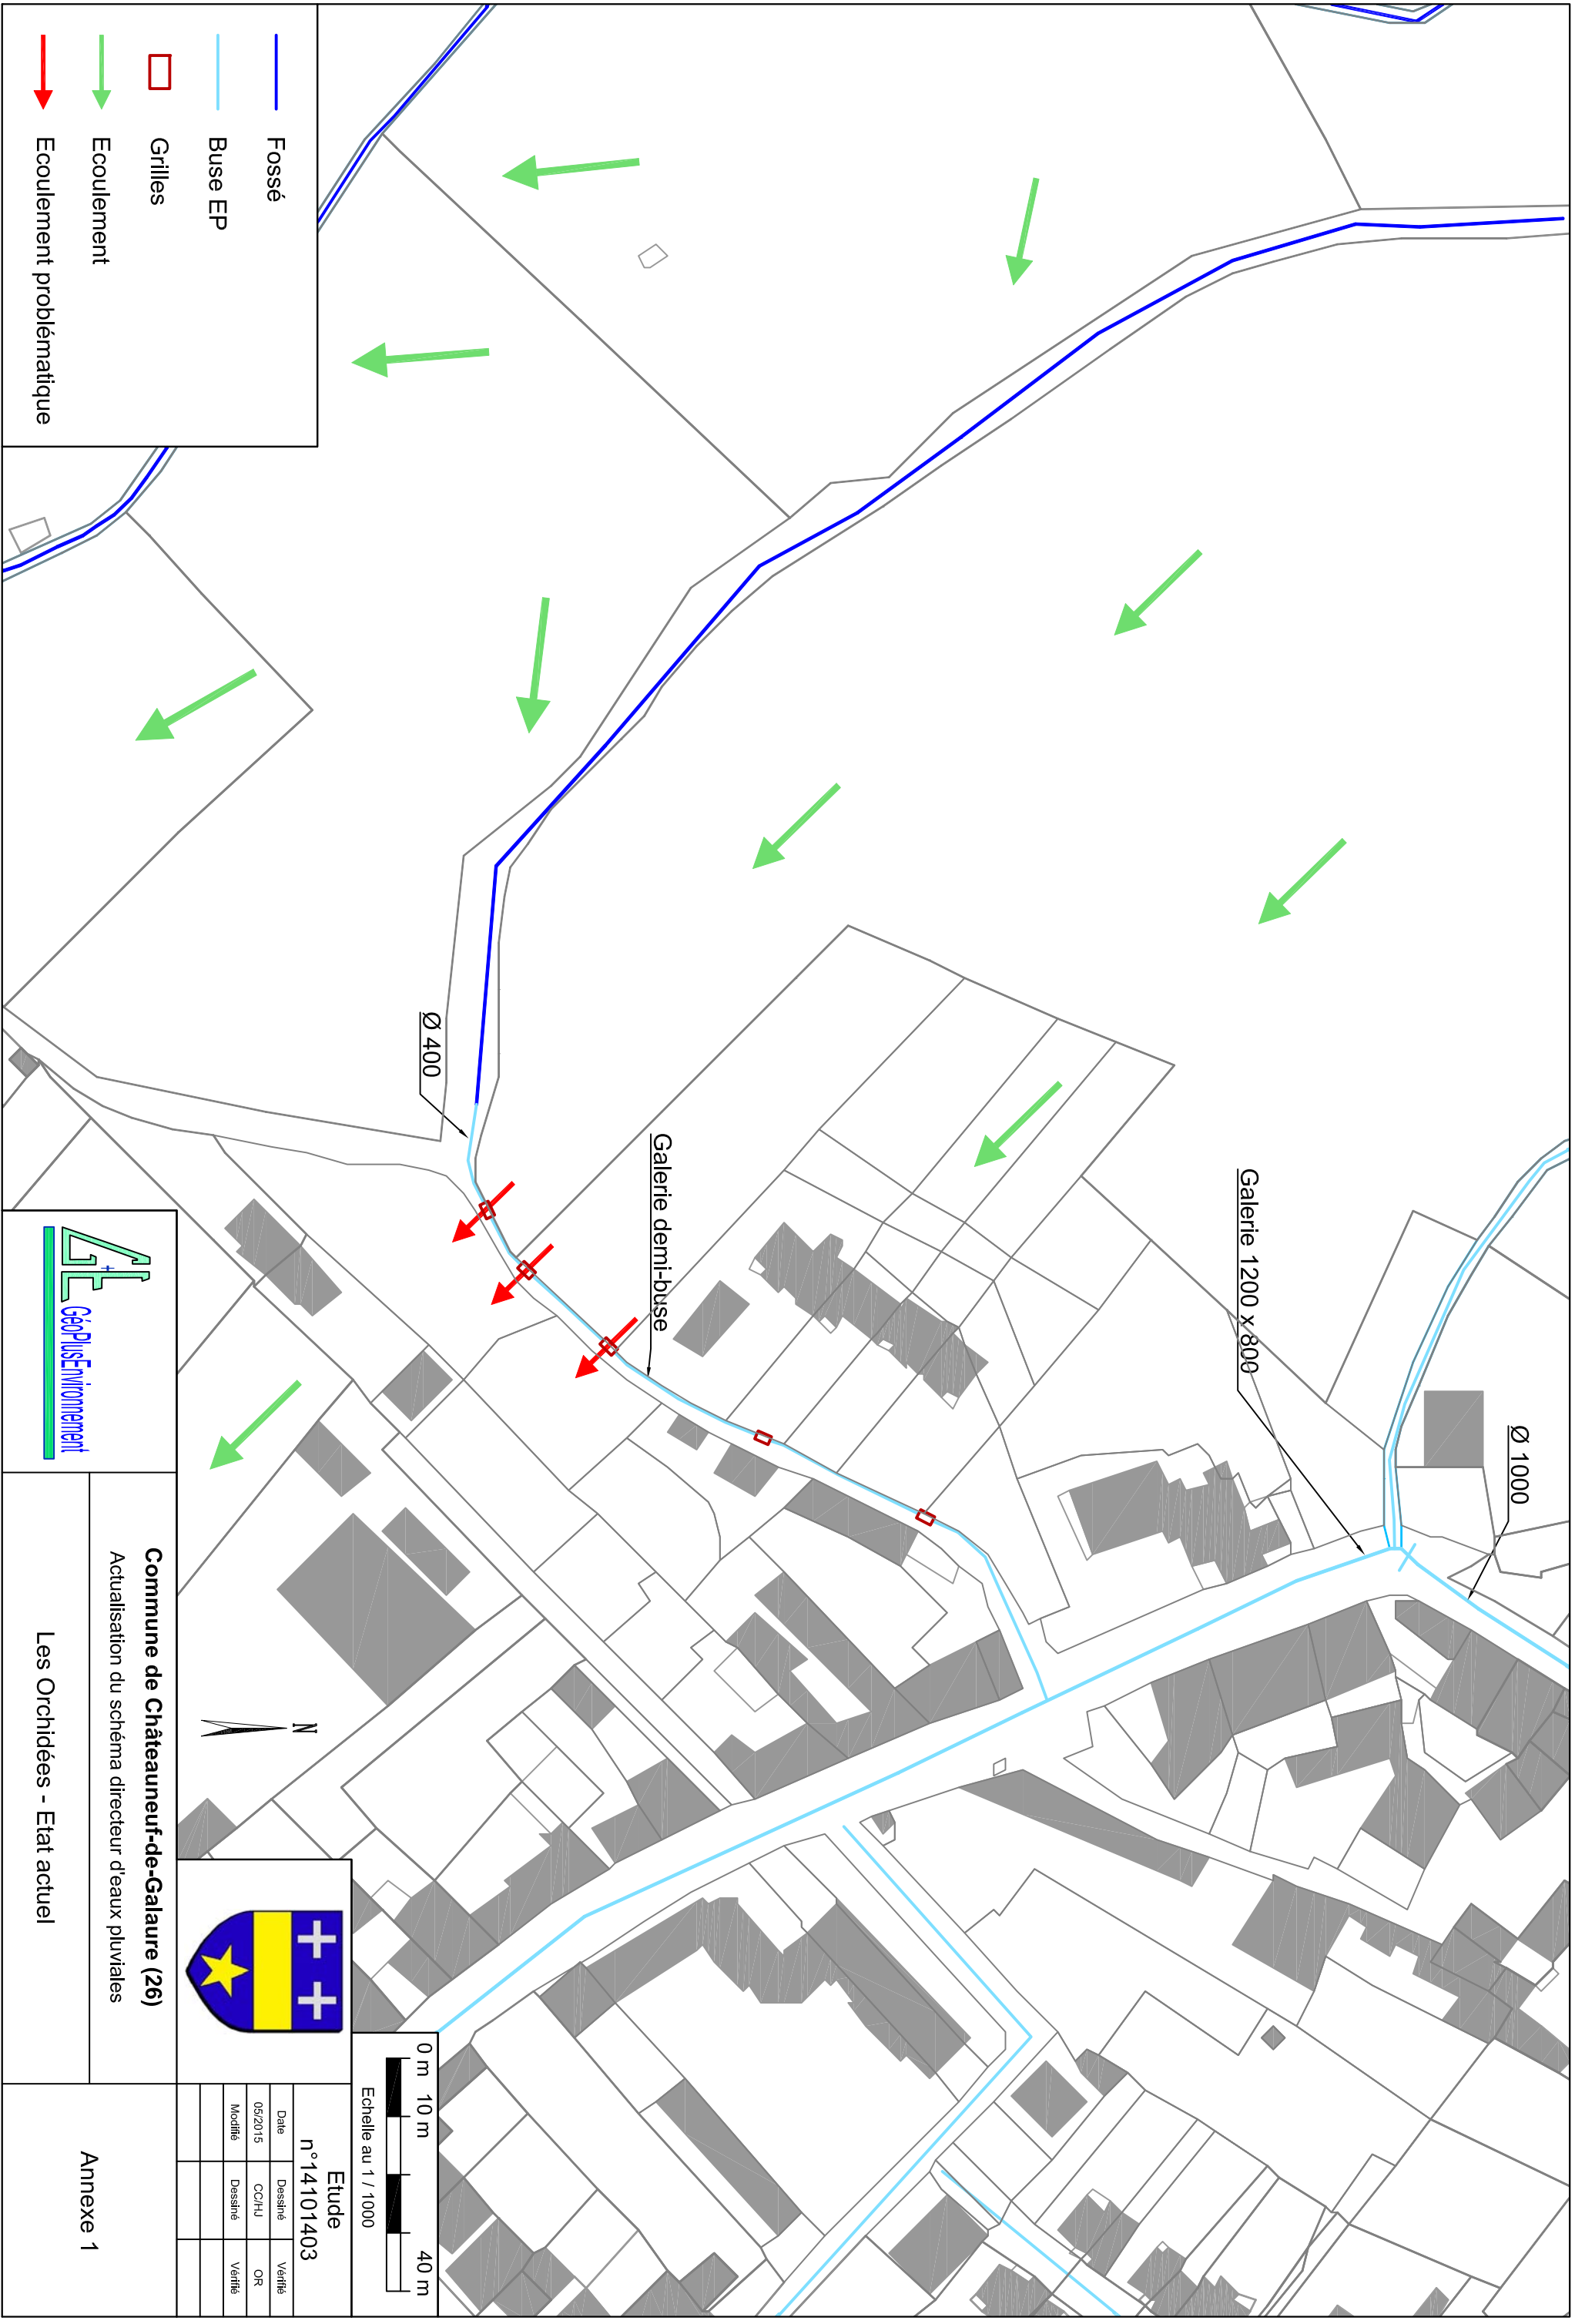 Fossé
Buse EP
Grilles
Ecoulement
Ecoulement problématique
Ø 400
Galerie demi-buse
Galerie 1200 x 800
Ø 1000
GéoPlusEnvironnement
Commune de Châteauneuf-de-Galaure (26)
Actualisation du schéma directeur d'eaux pluviales
Les Orchidées - Etat actuel
N
0 m 10 m 40 m
Echelle au 1 / 1000
Etude
n°14101403
Date Dessiné Vérifié
05/2015 CC/HJ OR
Modifié Dessiné Vérifié
Annexe 1